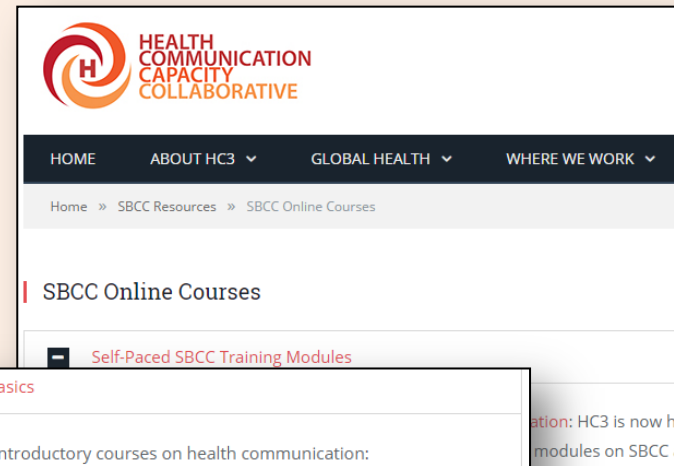 H
HEALTH
COMMUNICATION
CAPACITY
COLLABORATIVE
HOME ABOUT HC3 GLOBAL HEALTH WHERE WE WORK
Home » SBCC Resources » SBCC Online Courses
SBCC Online Courses
Self-Paced SBCC Training Modules
asics
ation: HC3 is now h
modules on SBCC
ntroductory courses on health communication: